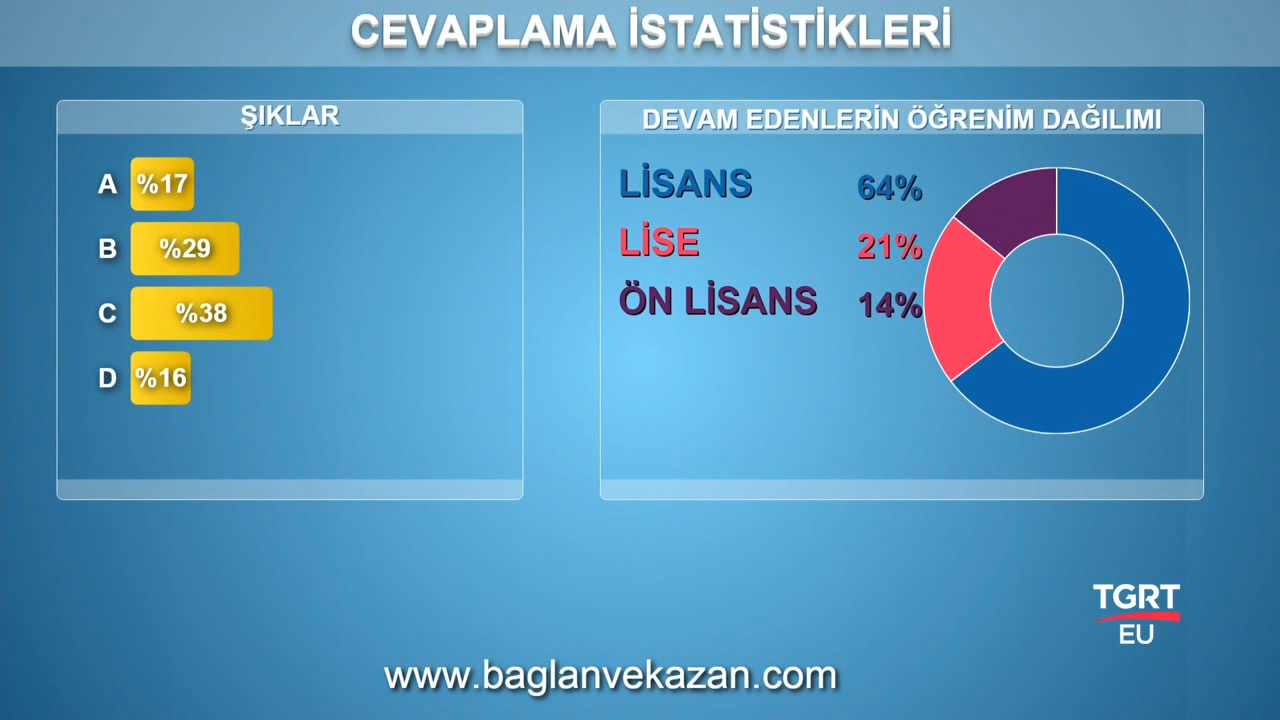 CEVAPLAMA İSTATİSTİKLERİ
ŞIKLAR
A %17
B %29
C %38
D %16
DEVAM EDENLERİN ÖĞRENİM DAĞILIMI
LİSANS 64%
LİSE 21%
ÖN LİSANS 14%
TGRT
EU
www.baglanvekazan.com